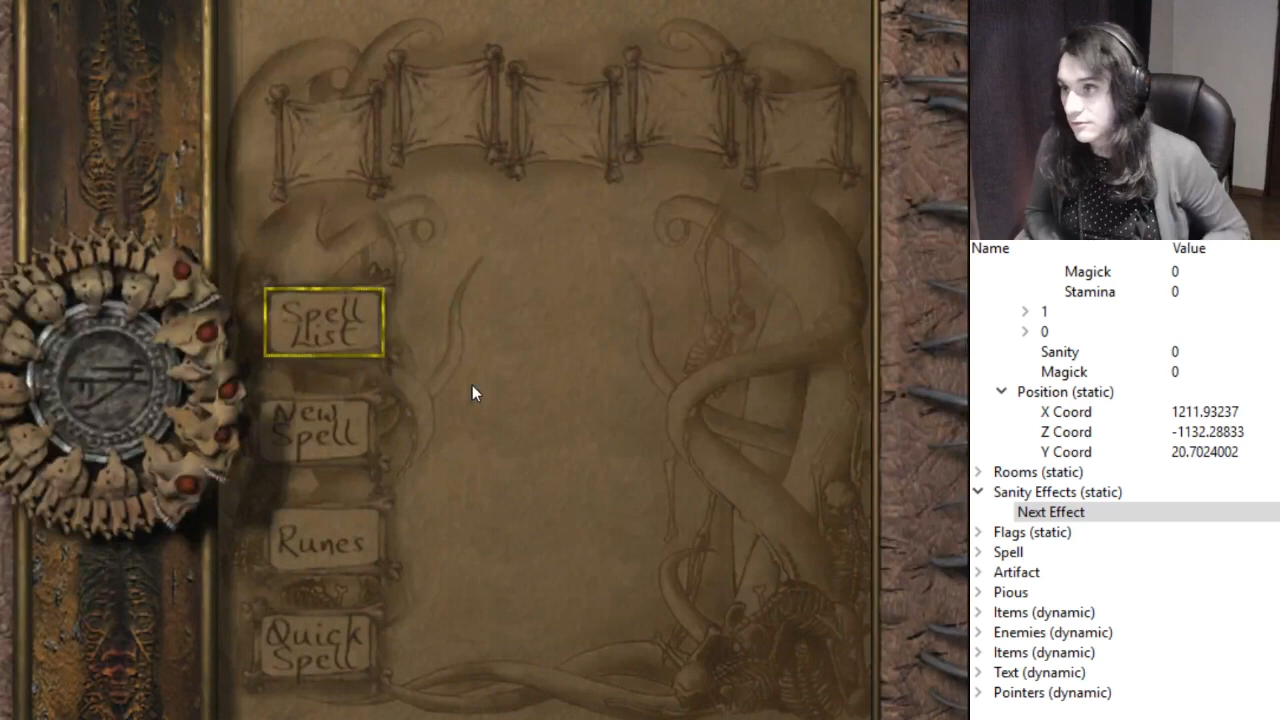 Spell
List
New
Spell
Runes
Quick
Spell
Name Value
Magick 0
Stamina 0
1
0
Sanity 0
Magick 0
Position (static)
X Coord 1211.93237
Z Coord -1132.28833
Y Coord 20.7024002
Rooms (static)
Sanity Effects (static)
Next Effect
Flags (static)
Spell
Artifact
Pious
Items (dynamic)
Enemies (dynamic)
Items (dynamic)
Text (dynamic)
Pointers (dynamic)